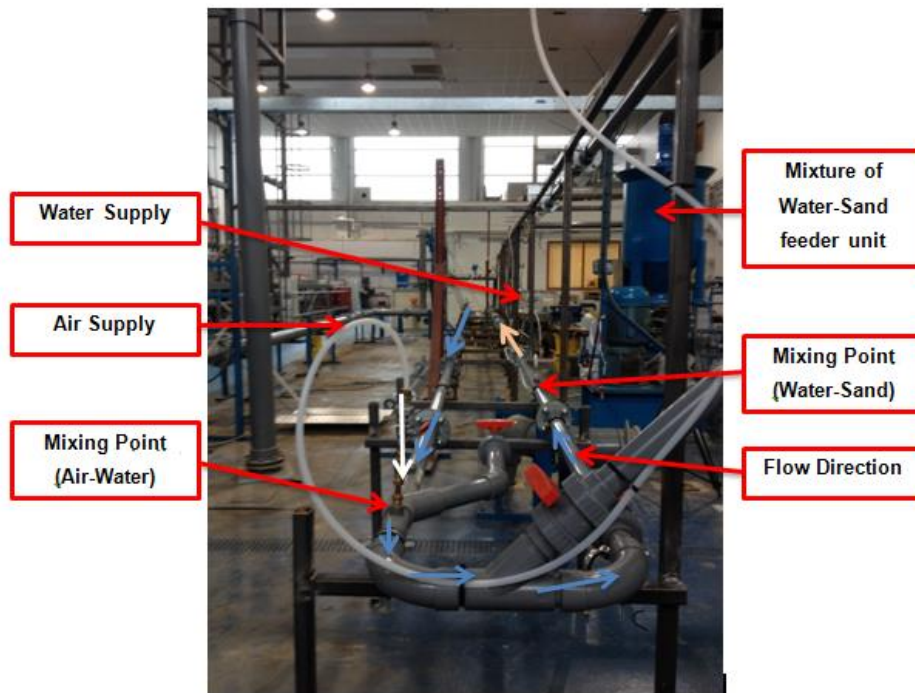 Water Supply
Air Supply
Mixing Point
(Air-Water)
Mixture of
Water-Sand
feeder unit
Mixing Point
(Water-Sand)
Flow Direction